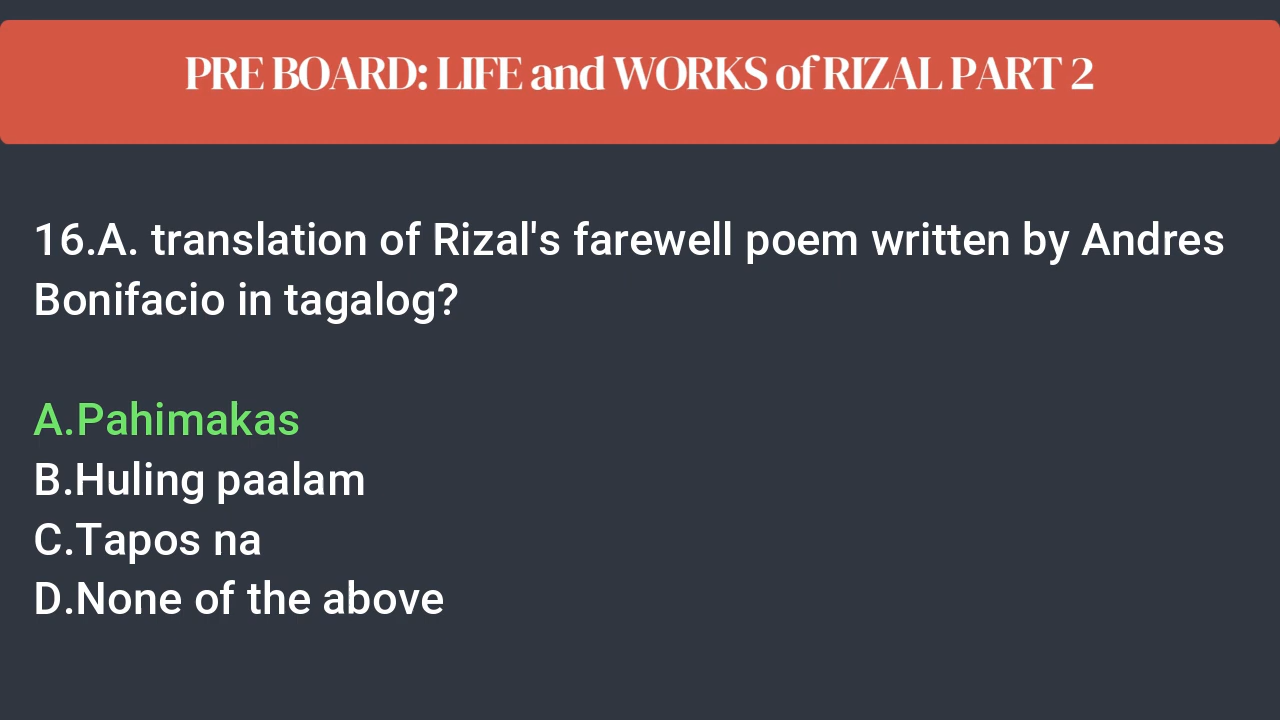 PRE BOARD: LIFE and WORKS of RIZAL PART 2
16.A. translation of Rizal's farewell poem written by Andres
Bonifacio in tagalog?
A.Pahimakas
B.Huling paalam
C.Tapos na
D.None of the above